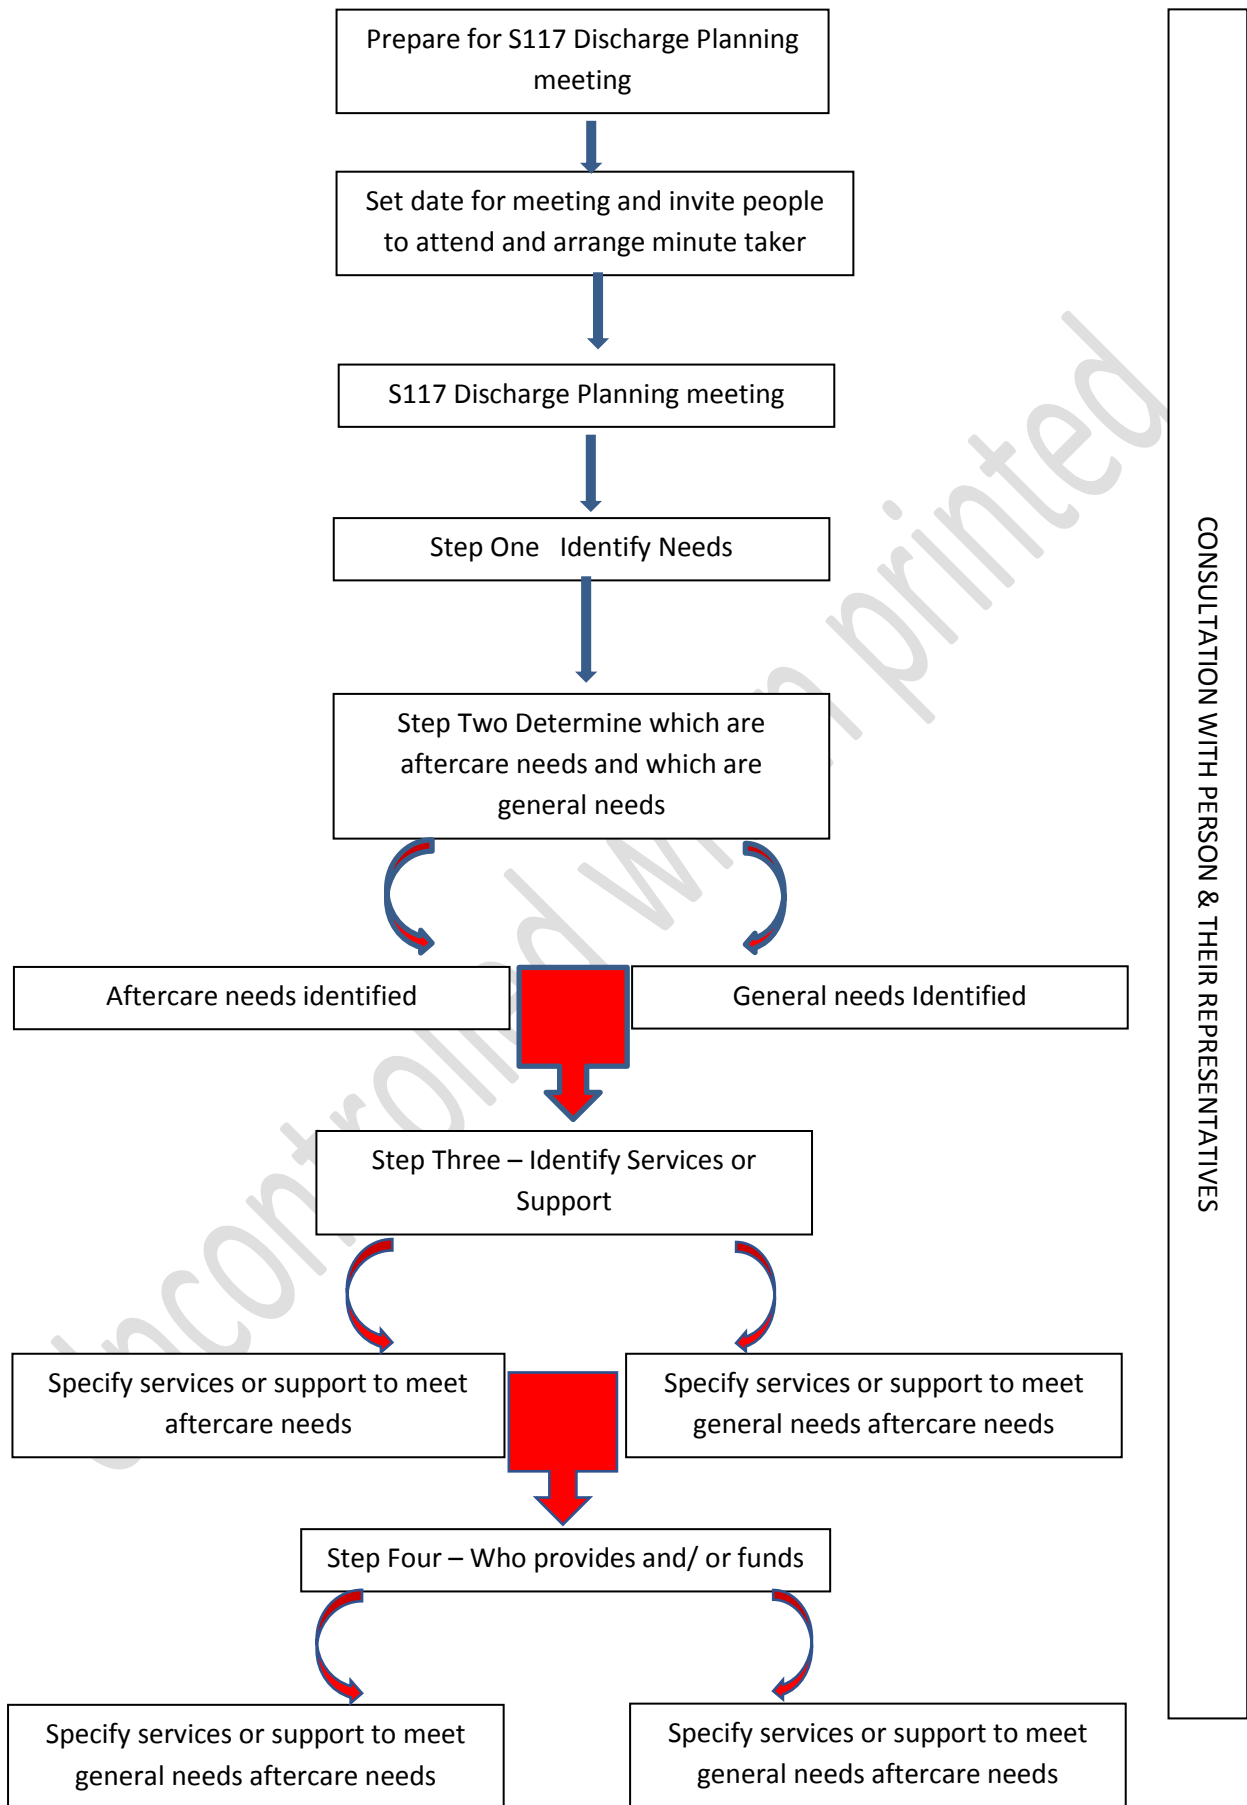 Prepare for S117 Discharge Planning
meeting
Set date for meeting and invite people
to attend and arrange minute taker
S117 Discharge Planning meeting
Step One   Identify Needs
Step Two Determine which are
aftercare needs and which are
general needs
Aftercare needs identified
General needs Identified
Step Three – Identify Services or
Support
Specify services or support to meet
aftercare needs
Specify services or support to meet
general needs aftercare needs
Step Four – Who provides and/ or funds
Specify services or support to meet
general needs aftercare needs
Specify services or support to meet
general needs aftercare needs
CONSULTATION WITH PERSON & THEIR REPRESENTATIVES
printed